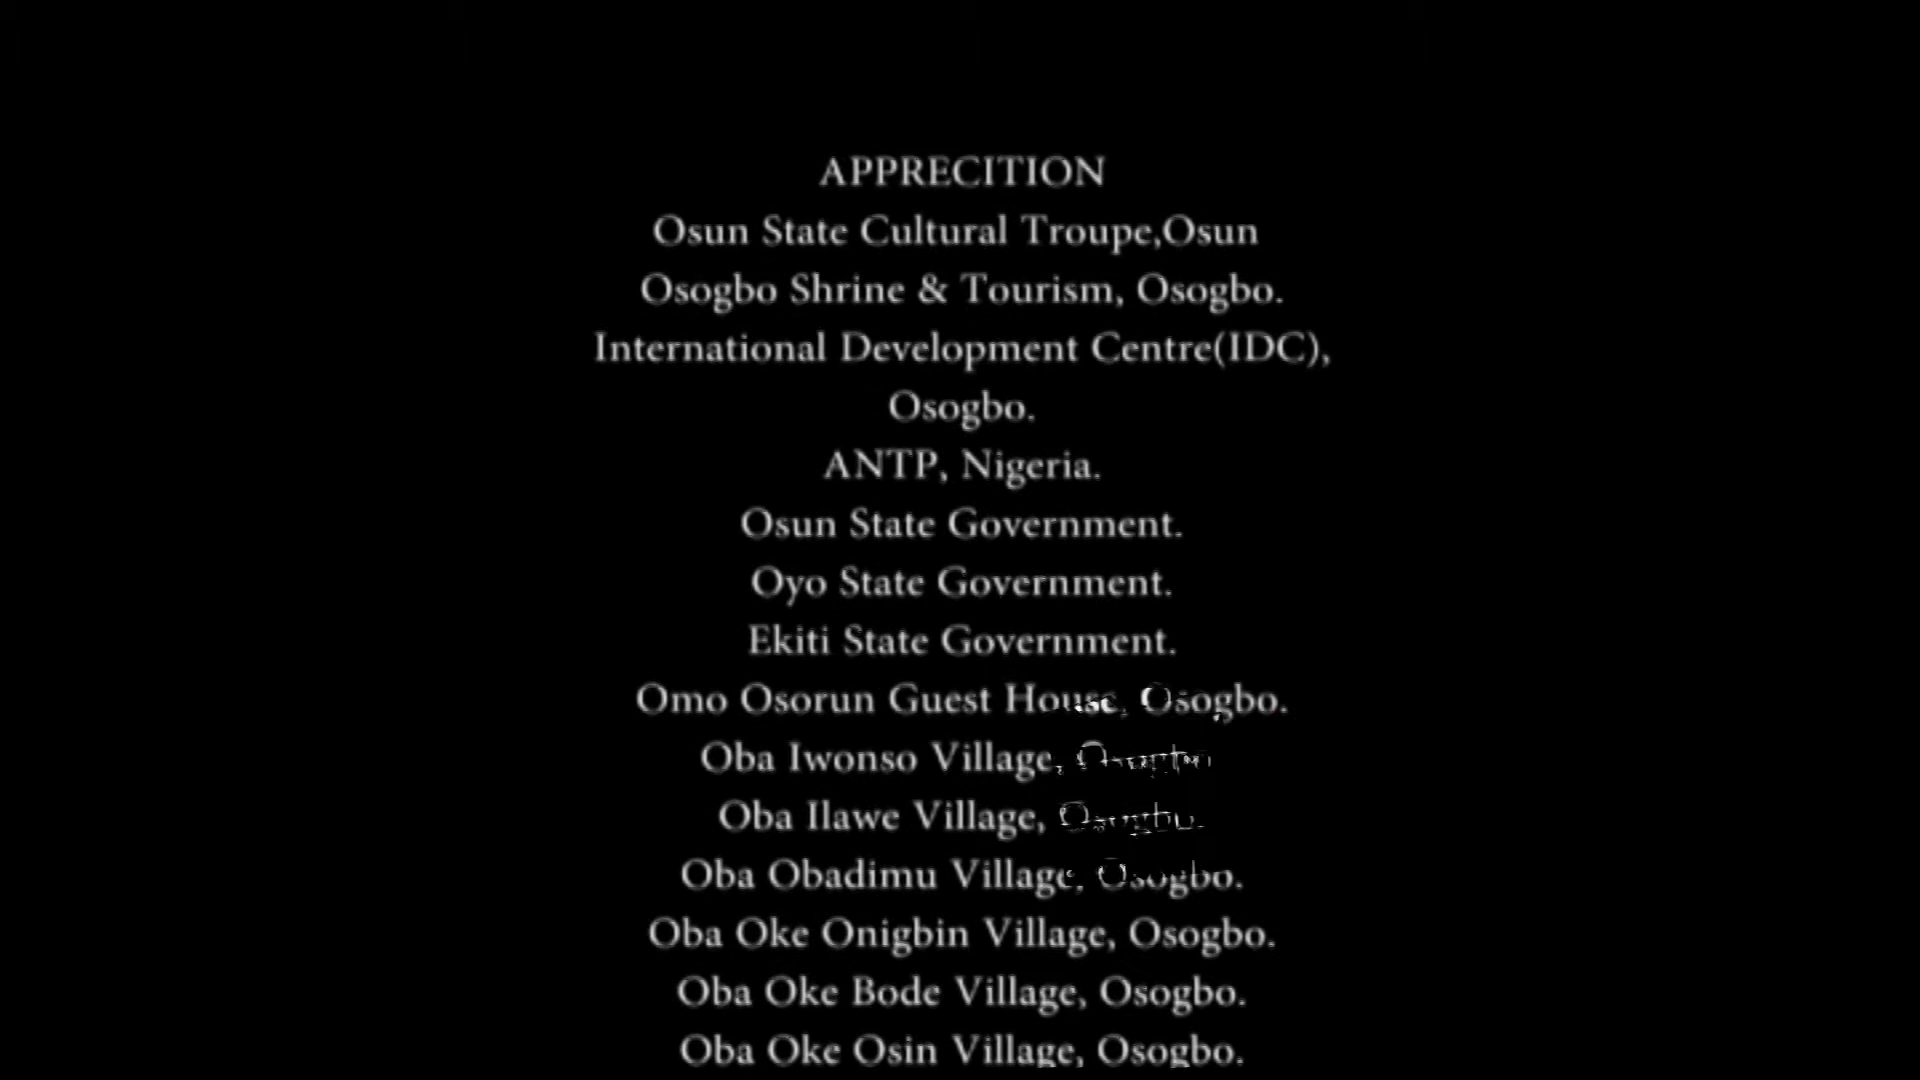 APPRECITION
Osun State Cultural Troupe,Osun
Osogbo Shrine & Tourism, Osogbo.
International Development Centre(IDC),
Osogbo.
ANTP, Nigeria.
Osun State Government.
Oyo State Government.
Ekiti State Government.
Omo Osorun Guest House, Osogbo.
Oba Iwonso Village,
Oba Ilawe Village, Osogbo.
Oba Obadimu Village, Osogbo.
Oba Oke Onigbin Village, Osogbo.
Oba Oke Bode Village, Osogbo.
Oba Oke Osin Village, Osogbo.